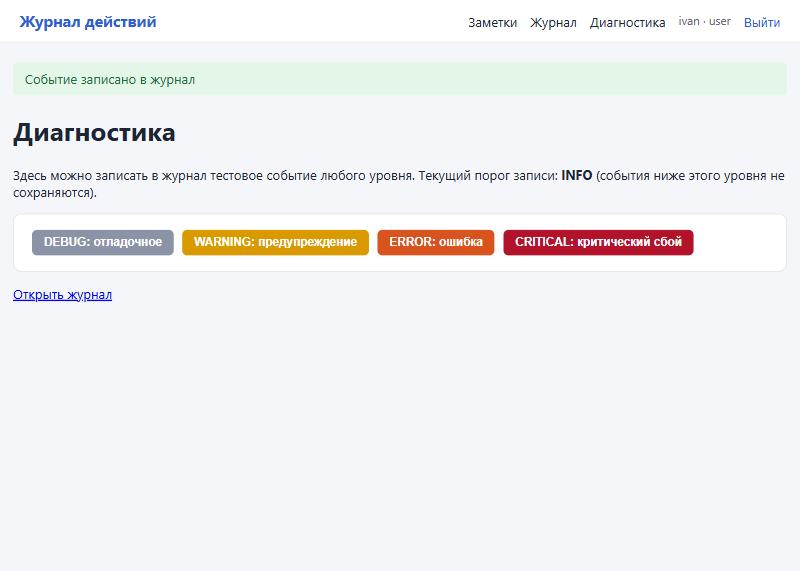 Журнал действий
Заметки Журнал Диагностика ivan · user Выйти
Событие записано в журнал
Диагностика
Здесь можно записать в журнал тестовое событие любого уровня. Текущий порог записи: INFO (события ниже этого уровня не
сохраняются).
DEBUG: отладочное WARNING: предупреждение ERROR: ошибка CRITICAL: критический сбой
Открыть журнал